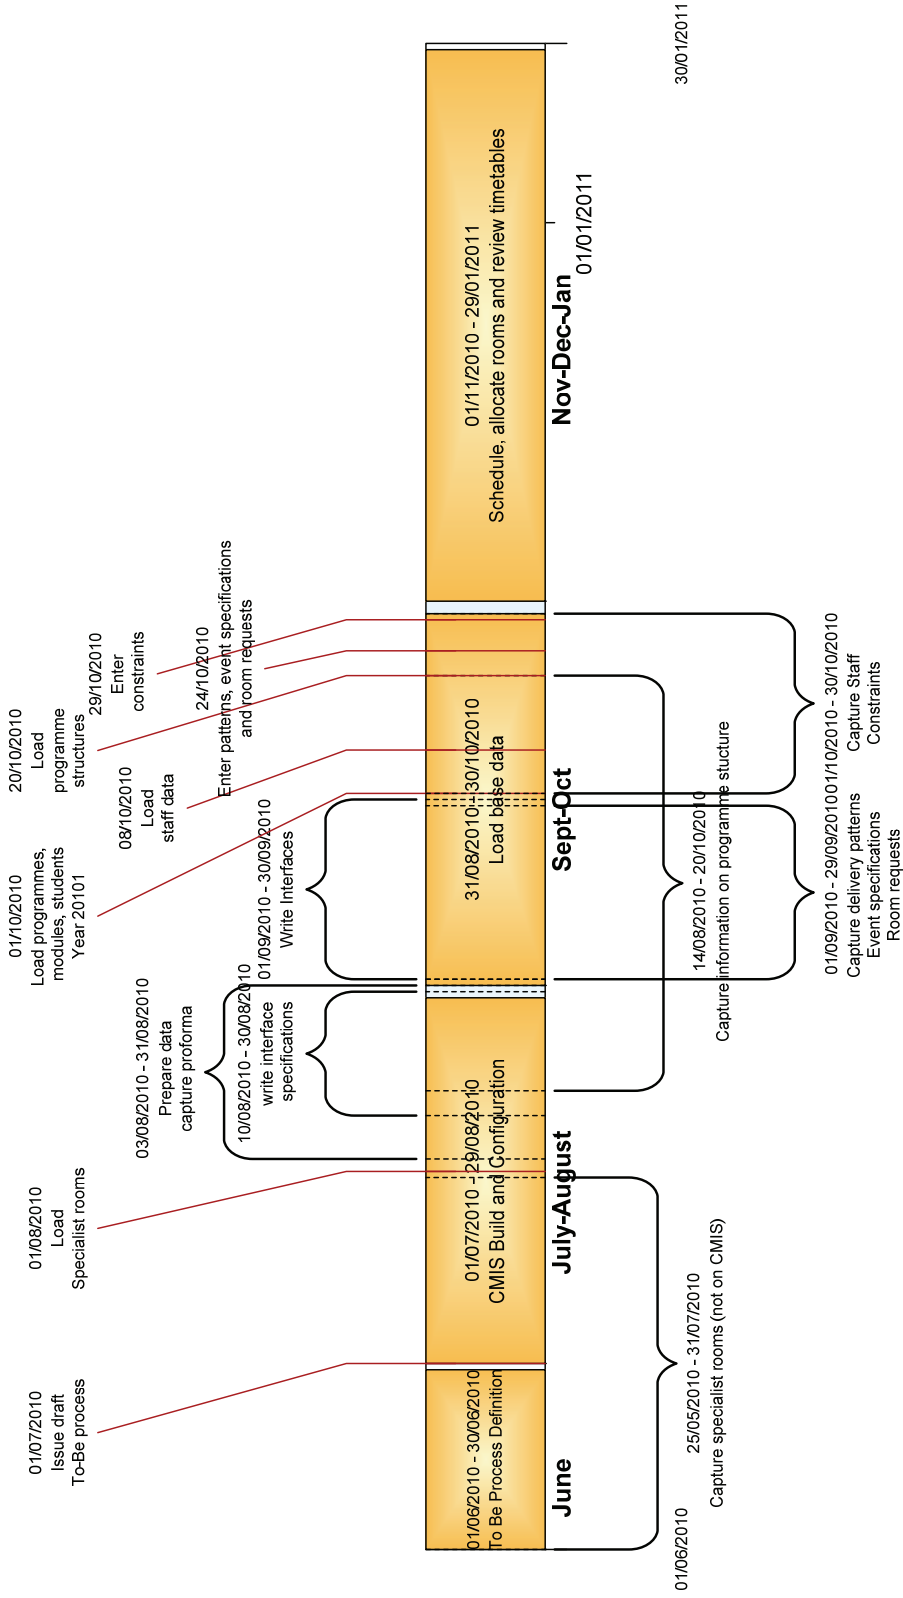 01/07/2010
Issue draft
To-Be process
01/08/2010
Load
Specialist rooms
03/08/2010 - 31/08/2010
Prepare data
capture proforma
10/08/2010 - 30/08/2010
write interface
specifications
01/10/2010
Load programmes,
modules, students
Year 20101
01/09/2010 - 30/09/2010
Write Interfaces
08/10/2010
Load
staff data
20/10/2010
Load
programme
structures
24/10/2010
Enter patterns, event specifications
and room requests
29/10/2010
Enter
constraints
01/06/2010 - 30/06/2010
To Be Process Definition
01/07/2010 - 29/08/2010
CMIS Build and Configuration
31/08/2010 - 30/10/2010
Load base data
01/11/2010 - 29/01/2011
Schedule, allocate rooms and review timetables
June
July-August
Sept-Oct
Nov-Dec-Jan
01/01/2011
01/06/2010
30/01/2011
25/05/2010 - 31/07/2010
Capture specialist rooms (not on CMIS)
14/08/2010 - 20/10/2010
Capture information on programme stucture
01/09/2010 - 29/09/2010
Capture delivery patterns
Event specifications
Room requests
01/10/2010 - 30/10/2010
Capture Staff
Constraints